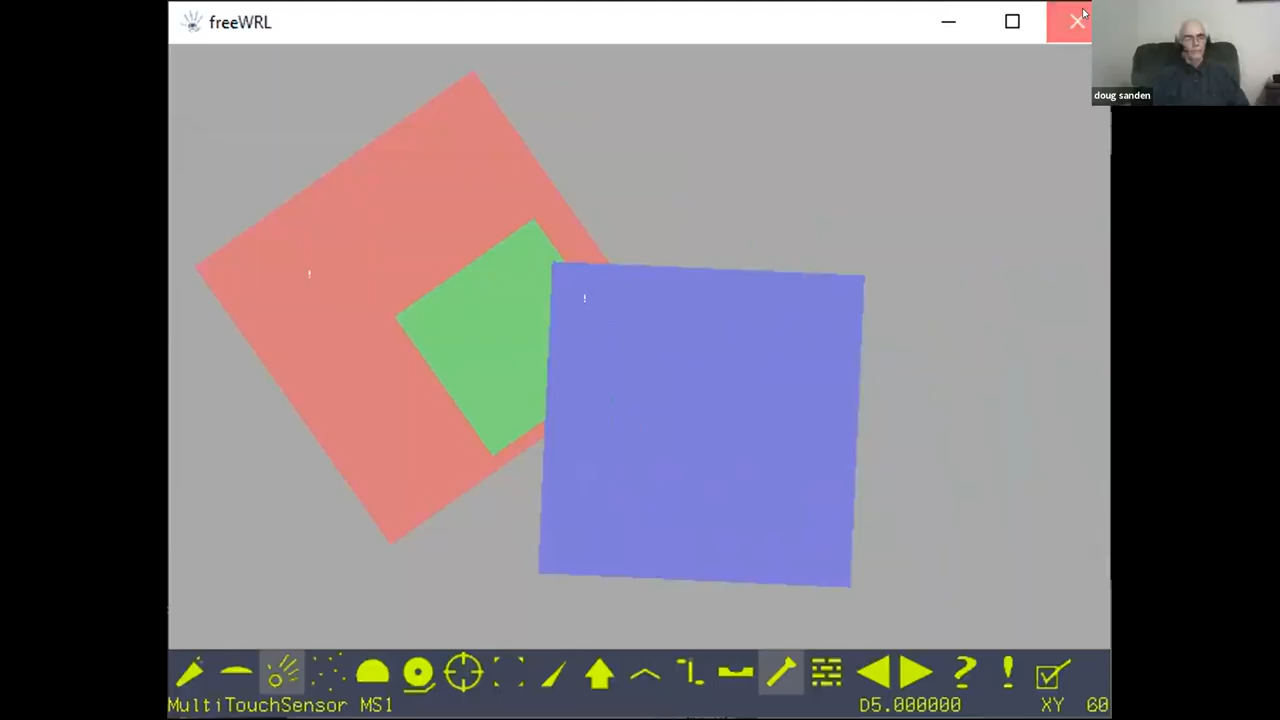 freeWRL
doug sanden
!
!
MultiTouchSensor MS1
D5.000000
XY
60